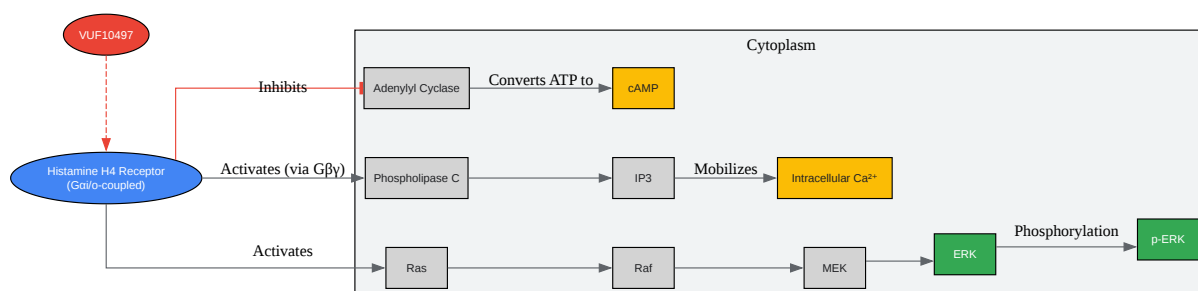 VUF10497
Cytoplasm
Inhibits
Adenylyl Cyclase
Converts ATP to
cAMP
Histamine H4 Receptor
(Gαi/o-coupled)
Activates (via Gβγ)
Phospholipase C
IP3
Mobilizes
Intracellular Ca²⁺
Activates
Ras
Raf
MEK
ERK
Phosphorylation
p-ERK